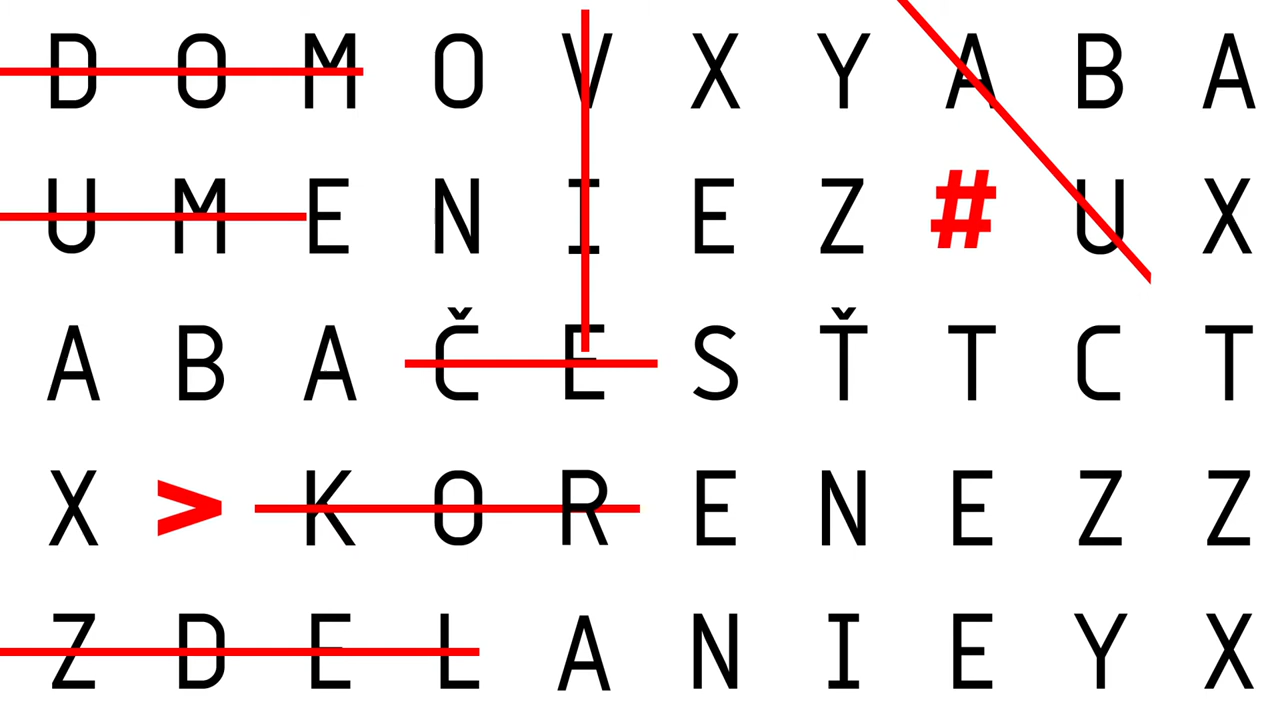 DOMOVXYABA
UMENIEZ#UX
ABAČESŤTCT
X>KORENEZZ
ZDELANIEYX